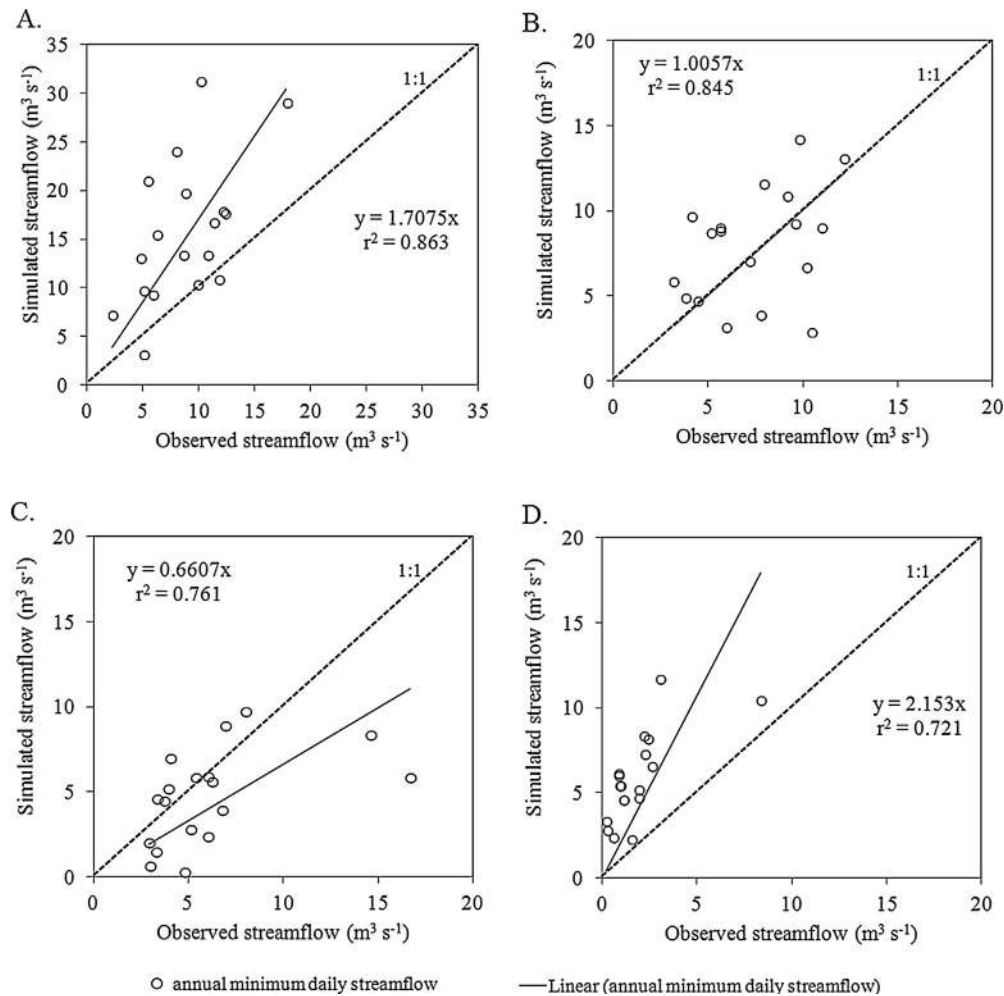 A.
35
30
25
20
15
10
5
0
Simulated streamflow (m³ s⁻¹)
1:1
y = 1.7075x
r² = 0.863
0 5 10 15 20 25 30 35
Observed streamflow (m³ s⁻¹)
B.
20
15
10
5
0
Simulated streamflow (m³ s⁻¹)
y = 1.0057x
r² = 0.845
1:1
0 5 10 15 20
Observed streamflow (m³ s⁻¹)
C.
20
15
10
5
0
Simulated streamflow (m³ s⁻¹)
y = 0.6607x
r² = 0.761
1:1
0 5 10 15 20
Observed streamflow (m³ s⁻¹)
D.
20
15
10
5
0
Simulated streamflow (m³ s⁻¹)
1:1
y = 2.153x
r² = 0.721
0 5 10 15 20
Observed streamflow (m³ s⁻¹)
annual minimum daily streamflow
Linear (annual minimum daily streamflow)